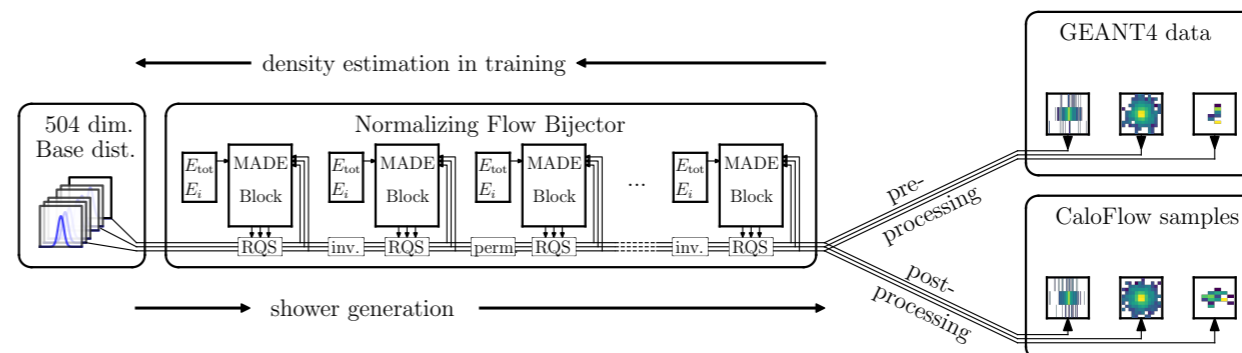 GEANT4 data
density estimation in training
504 dim.
Base dist.
Normalizing Flow Bijector
E_tot
E_i
MADE
Block
E_tot
E_i
MADE
Block
E_tot
E_i
MADE
Block
...
E_tot
E_i
MADE
Block
RQS
inv.
RQS
perm
RQS
inv.
RQS
pre-
processing
post-
processing
CaloFlow samples
shower generation